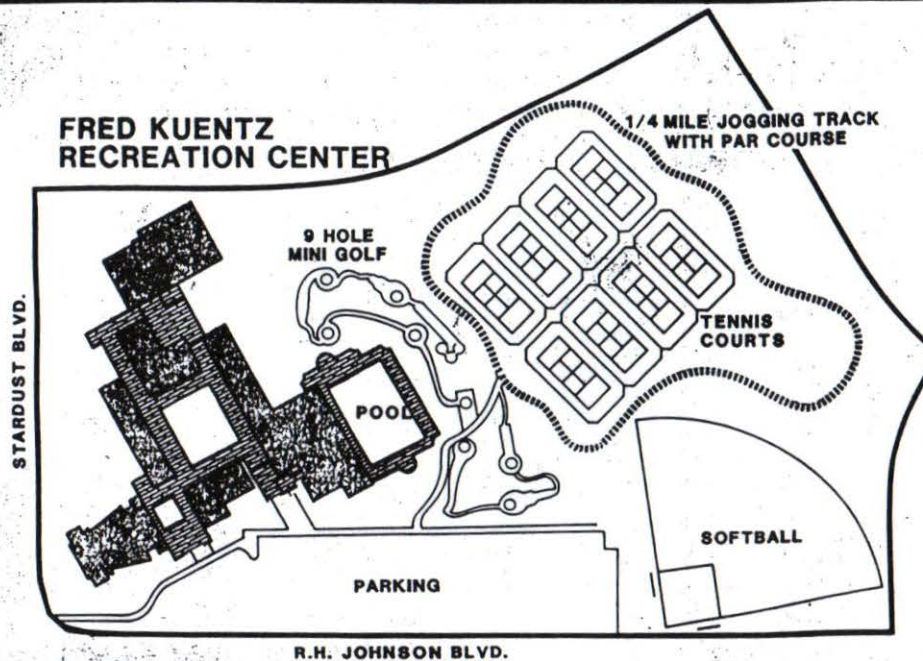 FRED KUENTZ
RECREATION CENTER
1/4 MILE JOGGING TRACK
WITH PAR COURSE
9 HOLE
MINI GOLF
TENNIS
COURTS
STARDUST BLVD.
POOL
SOFTBALL
PARKING
R.H. JOHNSON BLVD.